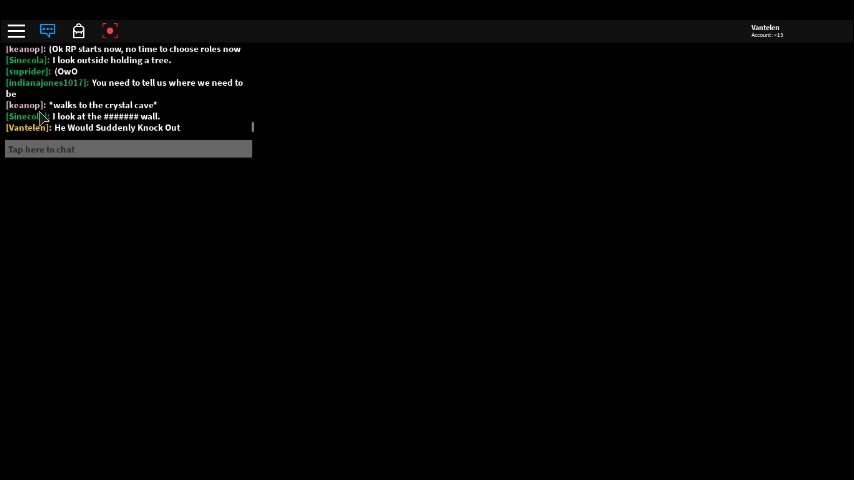 Vantelen
Account: <13
[keanop]: (Ok RP starts now, no time to choose roles now
[Sinecola]: I look outside holding a tree.
[suprider]: (OwO
[indianajones1017]: You need to tell us where we need to
be
[keanop]: *walks to the crystal cave*
[Sinecola]: I look at the ####### wall.
[Vantelen]: He Would Suddenly Knock Out
Tap here to chat